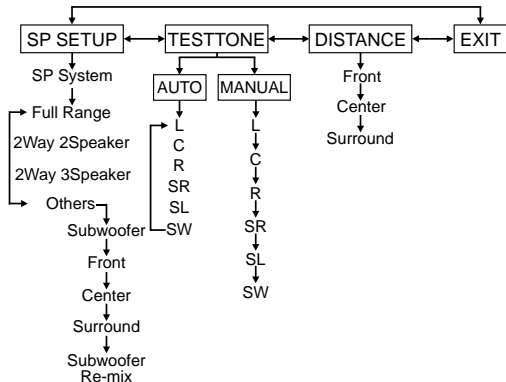 SP SETUP
TESTTONE
DISTANCE
EXIT
SP System
Full Range
2Way 2Speaker
2Way 3Speaker
Others
Subwoofer
Front
Center
Surround
Subwoofer
Re-mix
AUTO
L
C
R
SR
SL
SW
MANUAL
L
C
R
SR
SL
SW
Front
Center
Surround